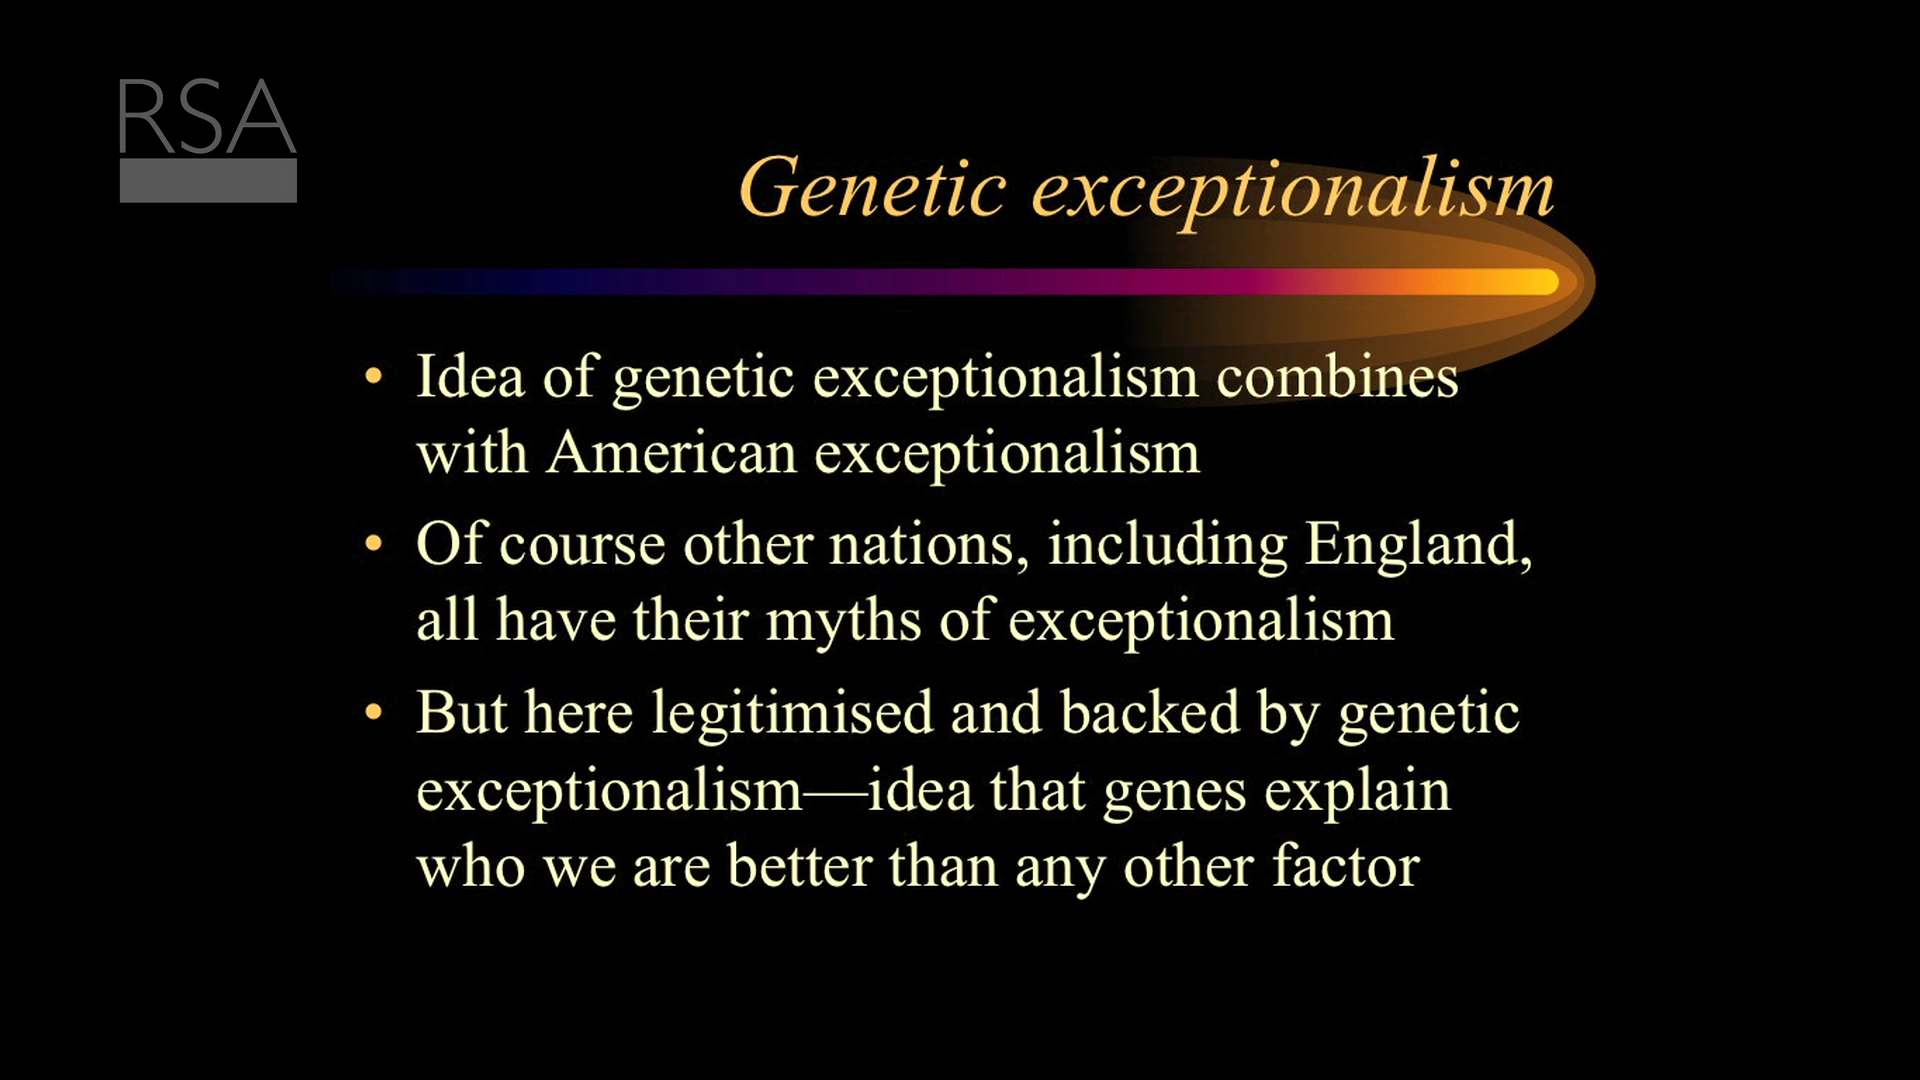 RSA
Genetic exceptionalism
• Idea of genetic exceptionalism combines
with American exceptionalism
• Of course other nations, including England,
all have their myths of exceptionalism
• But here legitimised and backed by genetic
exceptionalism—idea that genes explain
who we are better than any other factor